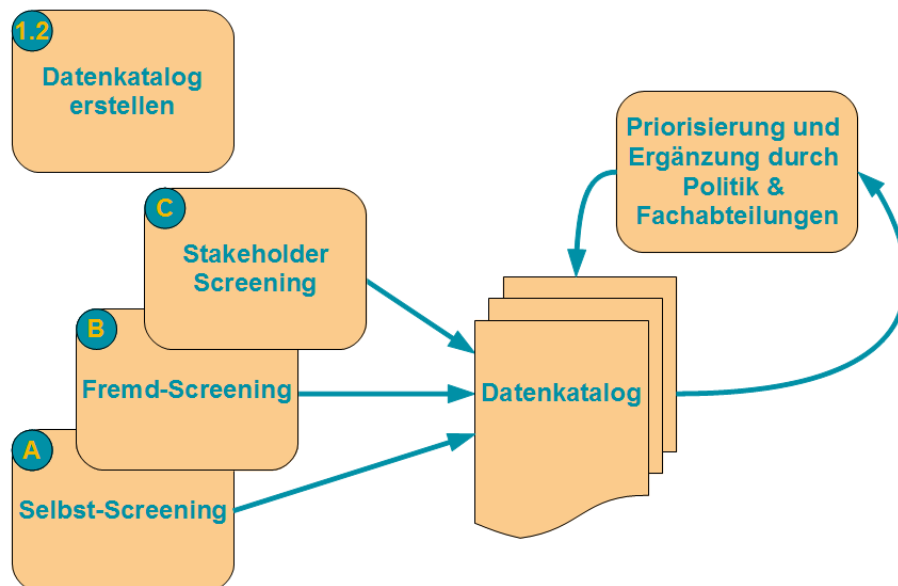 1.2
Datenkatalog
erstellen
Priorisierung und
Ergänzung durch
Politik &
Fachabteilungen
C
Stakeholder
Screening
B
Fremd-Screening
Datenkatalog
A
Selbst-Screening